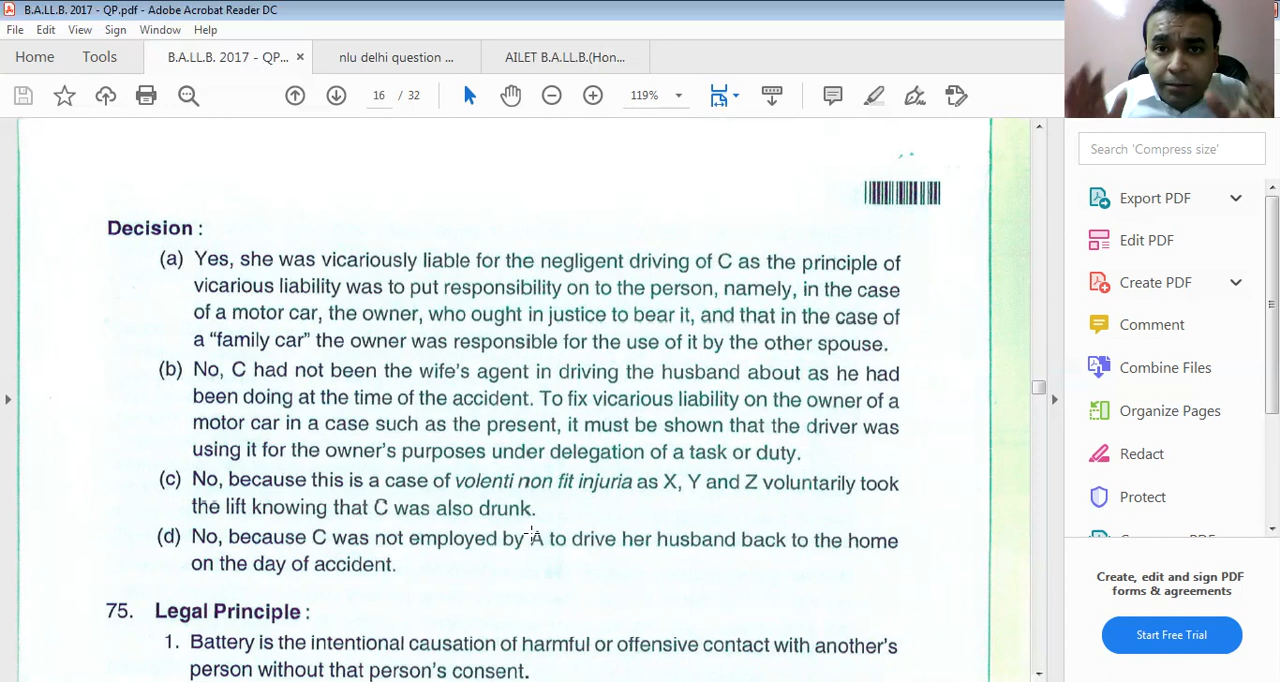 B.A.LL.B. 2017 - QP.pdf - Adobe Acrobat Reader DC
File Edit View Sign Window Help
Home Tools B.A.LL.B. 2017 - QP... × nlu delhi question ... AILET B.A.LL.B.(Hon...
16 / 32 119%
Search 'Compress size'
Decision :
(a) Yes, she was vicariously liable for the negligent driving of C as the principle of
vicarious liability was to put responsibility on to the person, namely, in the case
of a motor car, the owner, who ought in justice to bear it, and that in the case of
a "family car" the owner was responsible for the use of it by the other spouse.
(b) No, C had not been the wife's agent in driving the husband about as he had
been doing at the time of the accident. To fix vicarious liability on the owner of a
motor car in a case such as the present, it must be shown that the driver was
using it for the owner's purposes under delegation of a task or duty.
(c) No, because this is a case of volenti non fit injuria as X, Y and Z voluntarily took
the lift knowing that C was also drunk.
(d) No, because C was not employed by A to drive her husband back to the home
on the day of accident.
75. Legal Principle :
1. Battery is the intentional causation of harmful or offensive contact with another's
person without that person's consent.
Export PDF
Edit PDF
Create PDF
Comment
Combine Files
Organize Pages
Redact
Protect
Convert, edit and sign PDF
forms & agreements
Start Free Trial